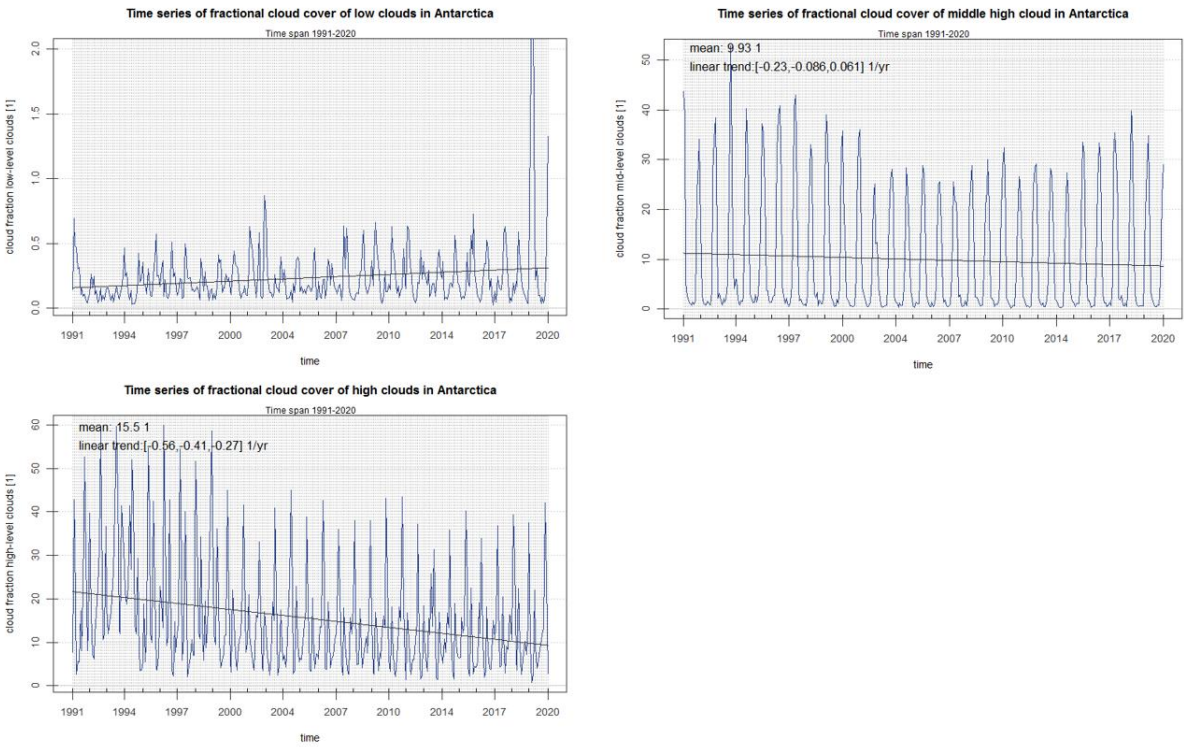 Time series of fractional cloud cover of low clouds in Antarctica
Time span 1991-2020
cloud fraction low-level clouds [1]
2.0
1.5
1.0
0.5
0.0
1991 1994 1997 2000 2004 2007 2010 2014 2017 2020
time
Time series of fractional cloud cover of middle high cloud in Antarctica
Time span 1991-2020
mean: 9.93 1
linear trend:[-0.23,-0.086,0.061] 1/yr
cloud fraction mid-level clouds [1]
50
40
30
20
10
0
1991 1994 1997 2000 2004 2007 2010 2014 2017 2020
time
Time series of fractional cloud cover of high clouds in Antarctica
Time span 1991-2020
mean: 15.5 1
linear trend:[-0.56,-0.41,-0.27] 1/yr
cloud fraction high-level clouds [1]
60
50
40
30
20
10
0
1991 1994 1997 2000 2004 2007 2010 2014 2017 2020
time